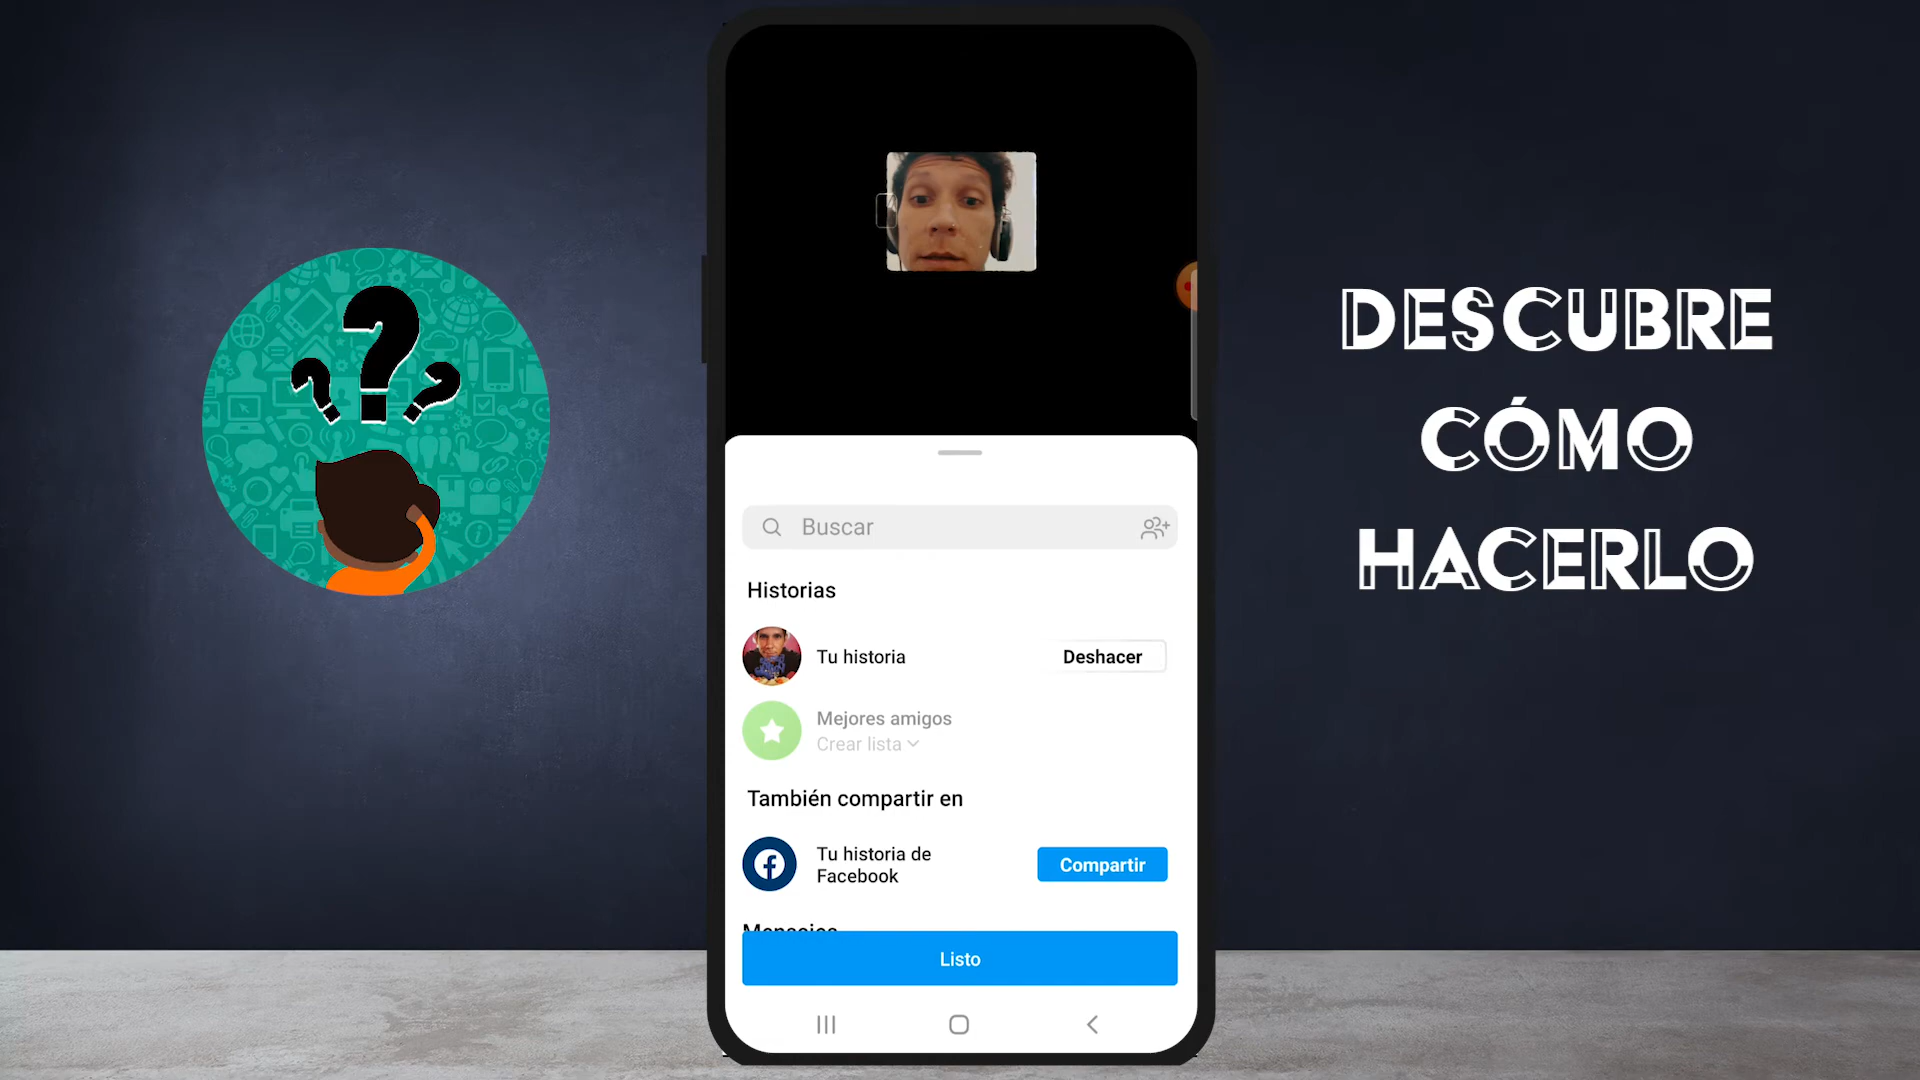 Buscar
Historias
Tu historia
Deshacer
Mejores amigos
Crear lista
También compartir en
Tu historia de
Facebook
Compartir
Mensajes
Listo
DESCUBRE
CÓMO
HACERLO